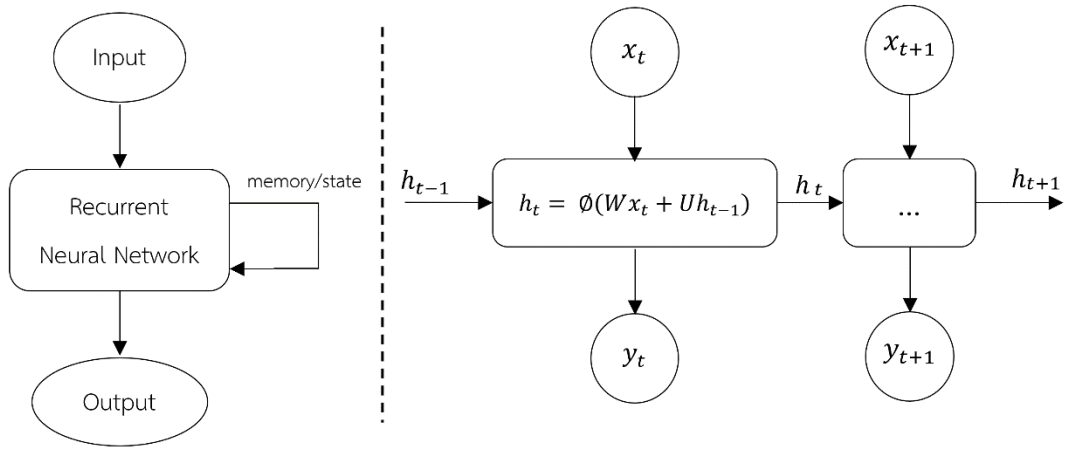 Input
memory/state
Recurrent
Neural Network
Output
x_t
x_{t+1}
h_{t-1}
h_t = ∅(Wx_t + Uh_{t-1})
h_t
...
h_{t+1}
y_t
y_{t+1}